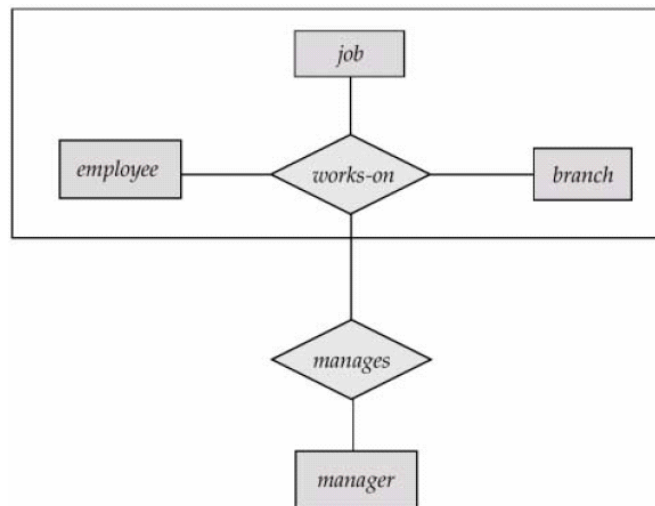 job
employee
works-on
branch
manages
manager